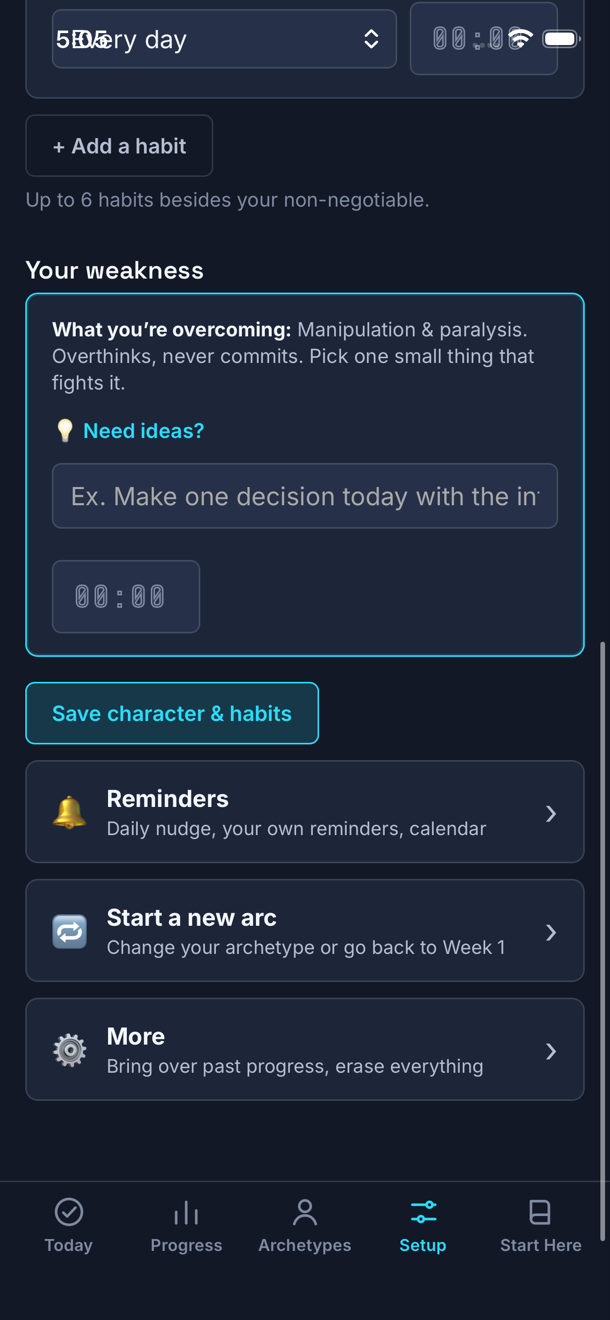 5:05
Every day
00:00
+ Add a habit
Up to 6 habits besides your non-negotiable.
Your weakness
What you’re overcoming: Manipulation & paralysis.
Overthinks, never commits. Pick one small thing that
fights it.
Need ideas?
Ex. Make one decision today with the in
00:00
Save character & habits
Reminders
Daily nudge, your own reminders, calendar
Start a new arc
Change your archetype or go back to Week 1
More
Bring over past progress, erase everything
Today
Progress
Archetypes
Setup
Start Here